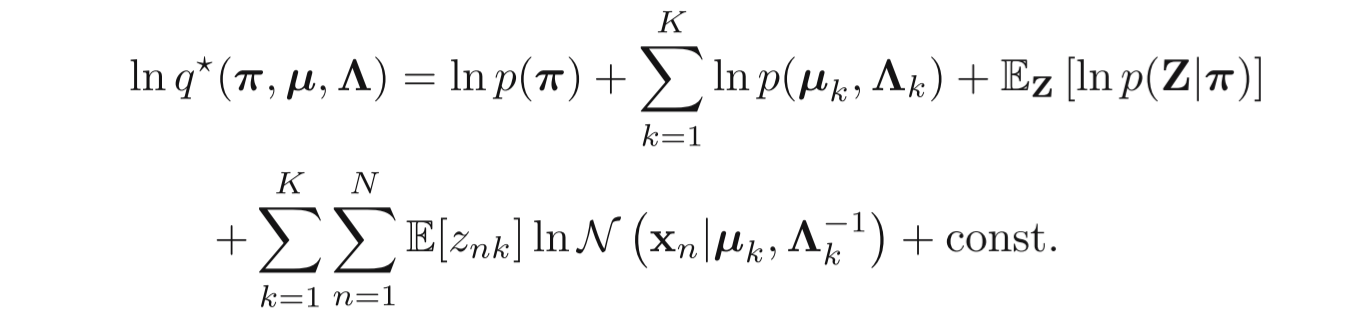 ln q⋆(π, μ, Λ) = ln p(π) + ∑_{k=1}^{K} ln p(μ_k, Λ_k) + 𝔼_Z [ln p(Z|π)]
+ ∑_{k=1}^{K} ∑_{n=1}^{N} 𝔼[z_{nk}] ln 𝒩 (x_n|μ_k, Λ_k^{−1}) + const.